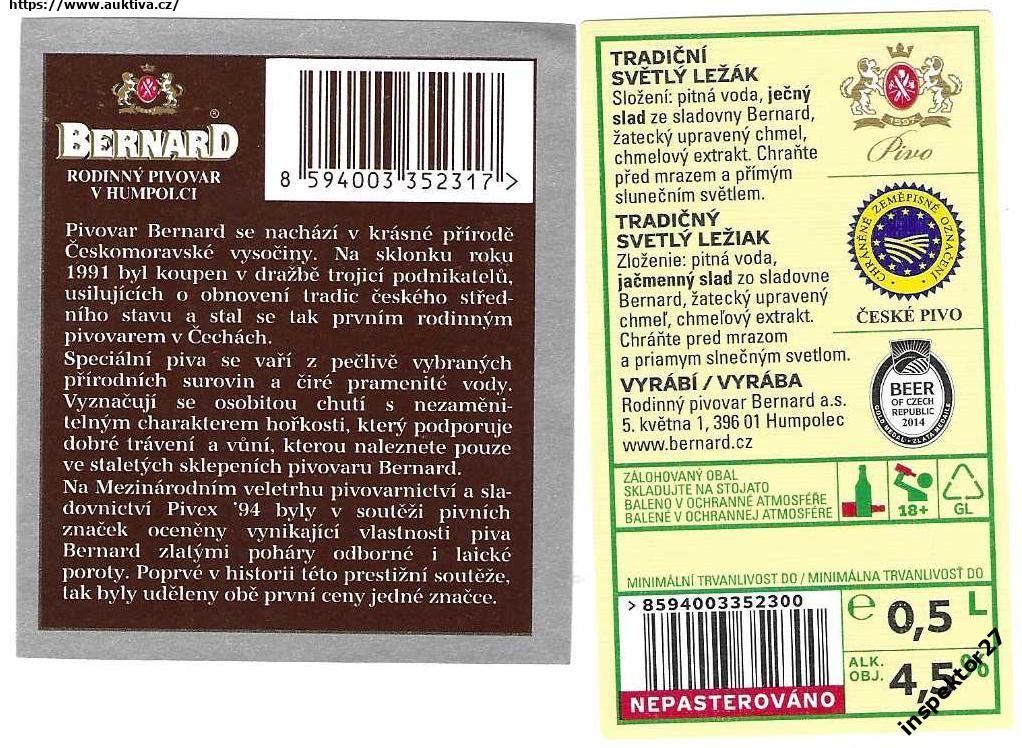 https://www.auktiva.cz/
BERNARD
®
RODINNÝ PIVOVAR
V HUMPOLCI
8 594003 352317 >
Pivovar Bernard se nachází v krásné přírodě
Českomoravské vysočiny. Na sklonku roku
1991 byl koupen v dražbě trojicí podnikatelů,
usilujících o obnovení tradic českého střed-
ního stavu a stal se tak prvním rodinným
pivovarem v Čechách.
Speciální piva se vaří z pečlivě vybraných
přírodních surovin a čiré pramenité vody.
Vyznačují se osobitou chutí s nezaměni-
telným charakterem hořkosti, který podporuje
dobré trávení a vůní, kterou naleznete pouze
ve staletých sklepeních pivovaru Bernard.
Na Mezinárodním veletrhu pivovarnictví a sla-
dovnictví Pivex '94 byly v soutěži pivních
značek oceněny vynikající vlastnosti piva
Bernard zlatými poháry odborné i laické
poroty. Poprvé v historii této prestižní soutěže,
tak byly uděleny obě první ceny jedné značce.
TRADIČNÍ
SVĚTLÝ LEŽÁK
Složení: pitná voda, ječný
slad ze sladovny Bernard,
žatecký upravený chmel,
chmelový extrakt. Chraňte
před mrazem a přímým
slunečním světlem.
TRADIČNÝ
SVETLÝ LEŽIAK
Zloženie: pitná voda,
jačmenný slad zo sladovne
Bernard, žatecký upravený
chmeľ, chmeľový extrakt.
Chráňte pred mrazom
a priamym slnečným svetlom.
VYRÁBÍ / VYRÁBA
Rodinný pivovar Bernard a.s.
5. května 1, 396 01 Humpolec
www.bernard.cz
1597
Pivo
CHRÁNĚNÉ ZEMĚPISNÉ OZNAČENÍ
ČESKÉ PIVO
BEER
OF CZECH
REPUBLIC
2014
GOLD MEDAL - ZLATÁ MEDAILE
ZÁLOHOVANÝ OBAL
SKLADUJTE NA STOJATO
BALENO V OCHRANNÉ ATMOSFÉŘE
BALENÉ V OCHRANNEJ ATMOSFÉRE
18+
GL
MINIMÁLNÍ TRVANLIVOST DO / MINIMÁLNA TRVANLIVOSŤ DO
> 8594003352300
NEPASTEROVÁNO
e 0,5 L
ALK.
OBJ.
4,5%
inspektor27